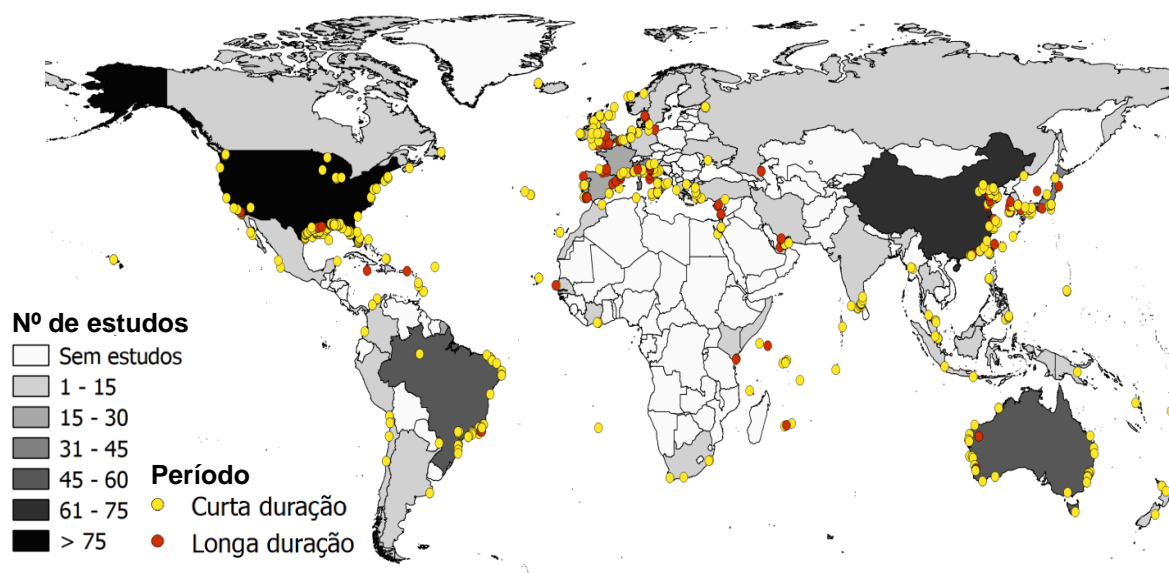 Nº de estudos
Sem estudos
1 - 15
15 - 30
31 - 45
45 - 60
61 - 75
> 75
Período
Curta duração
Longa duração